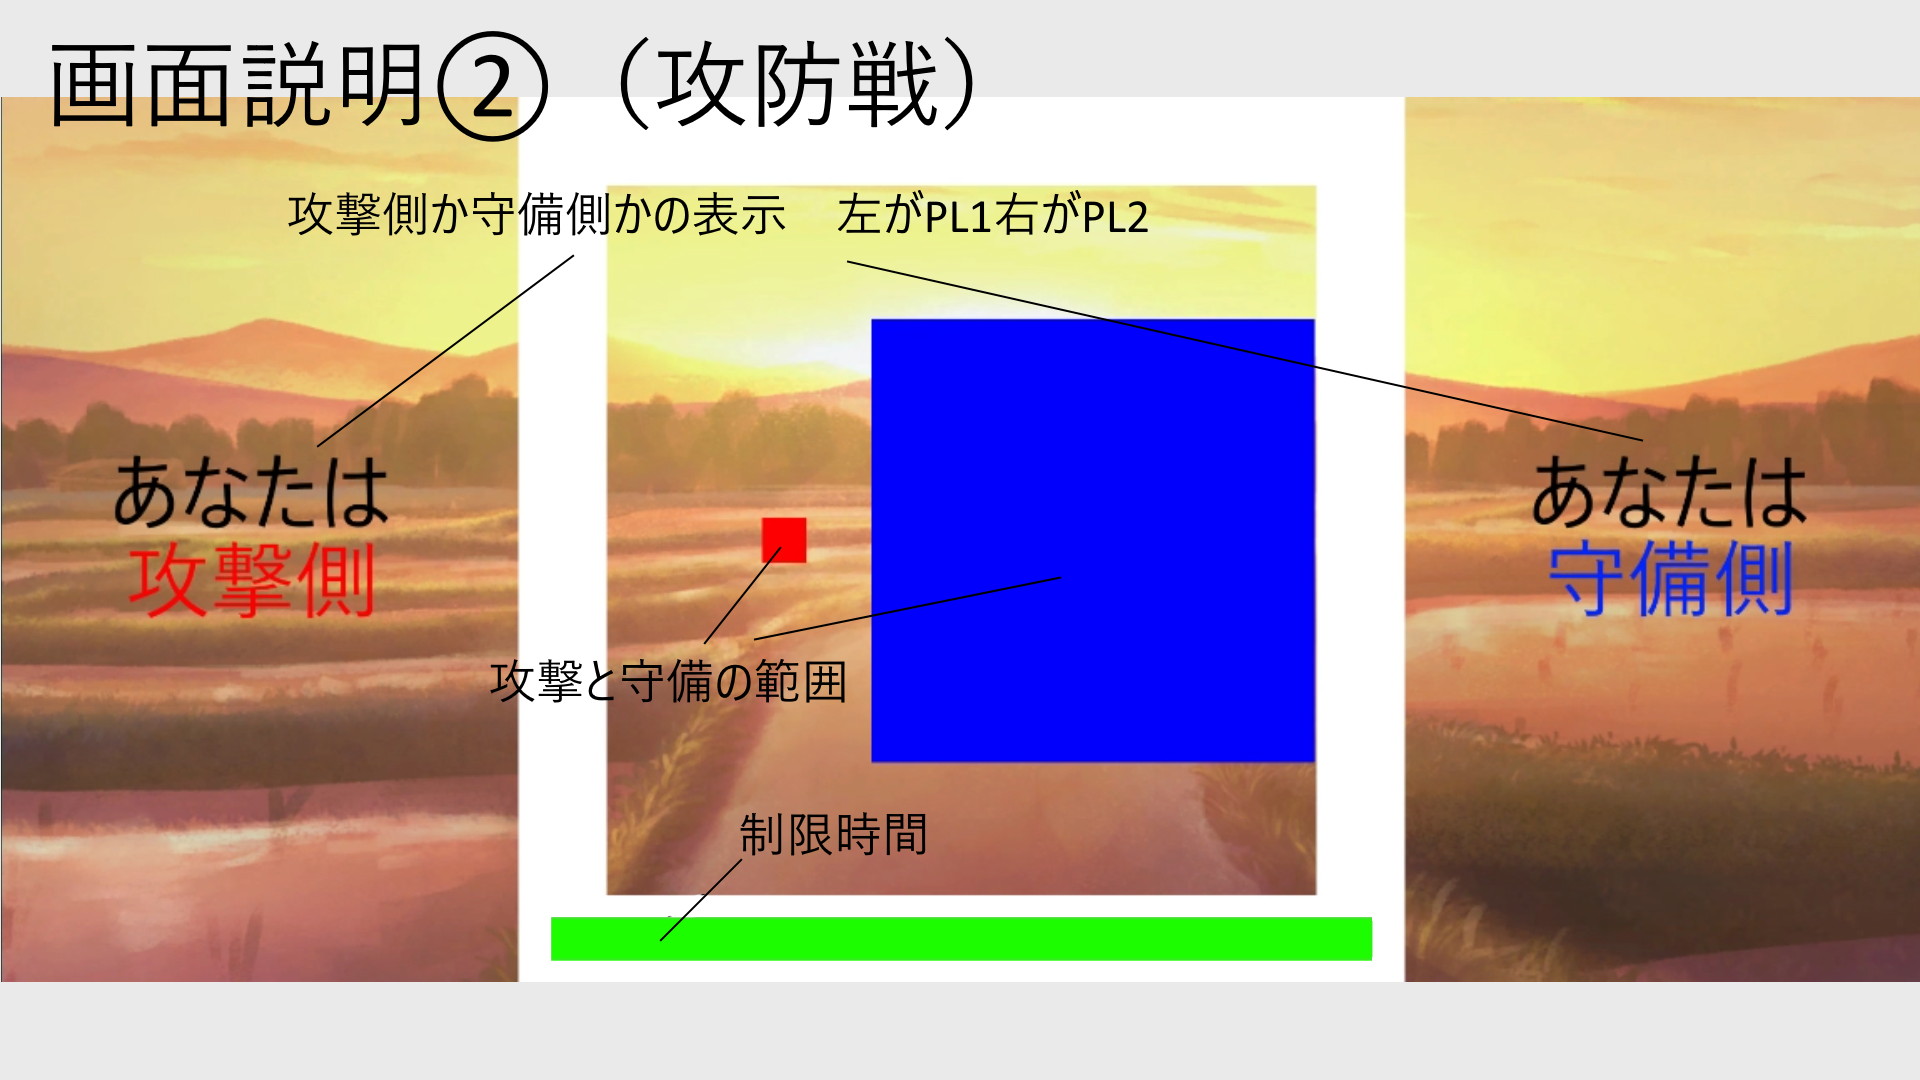 画面説明②（攻防戦）
攻撃側か守備側かの表示　左がPL1右がPL2
あなたは
攻撃側
あなたは
守備側
攻撃と守備の範囲
制限時間